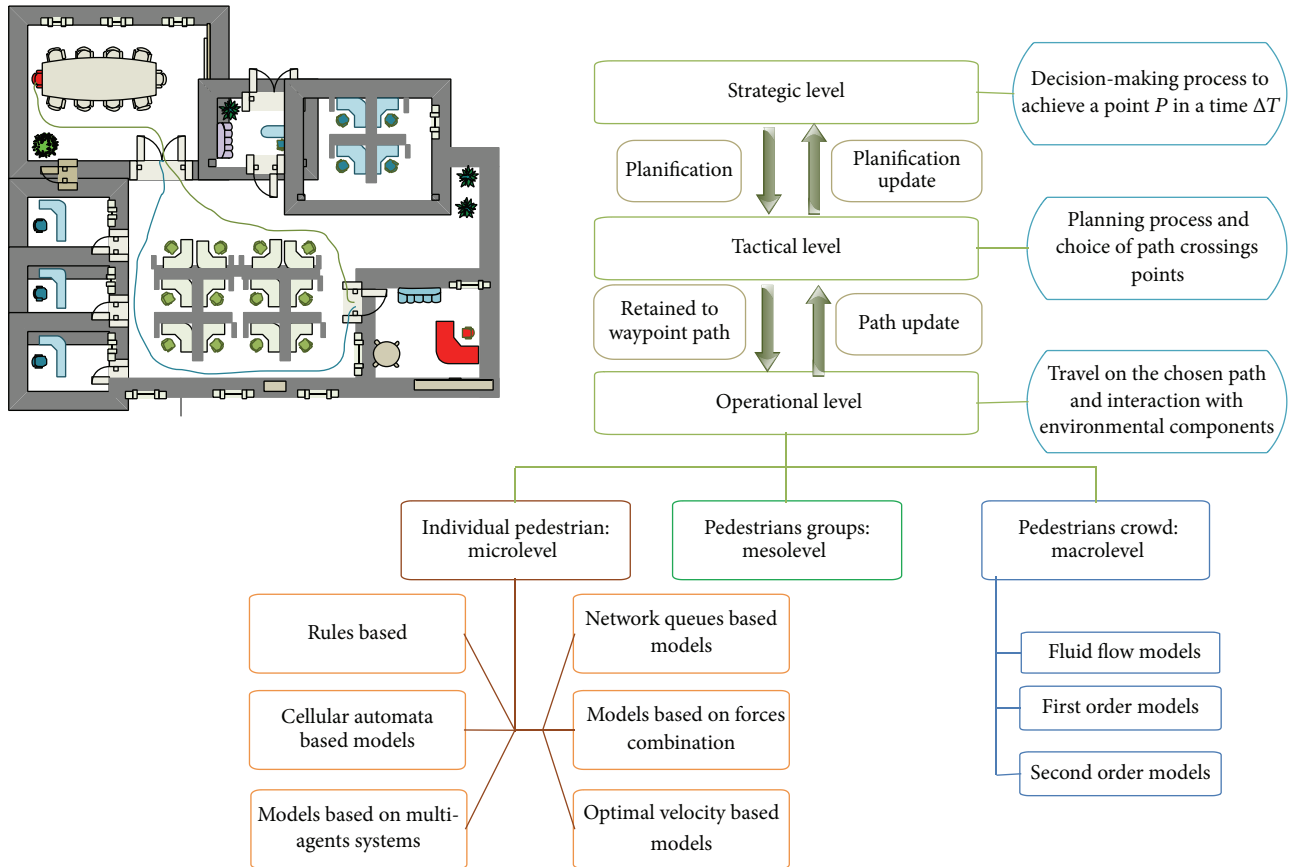 Strategic level
Decision-making process to
achieve a point P in a time ΔT
Planification
Planification
update
Tactical level
Planning process and
choice of path crossings
points
Retained to
waypoint path
Path update
Operational level
Travel on the chosen path
and interaction with
environmental components
Individual pedestrian:
microlevel
Pedestrians groups:
mesolevel
Pedestrians crowd:
macrolevel
Rules based
Network queues based
models
Cellular automata
based models
Models based on forces
combination
Models based on multi-
agents systems
Optimal velocity based
models
Fluid flow models
First order models
Second order models